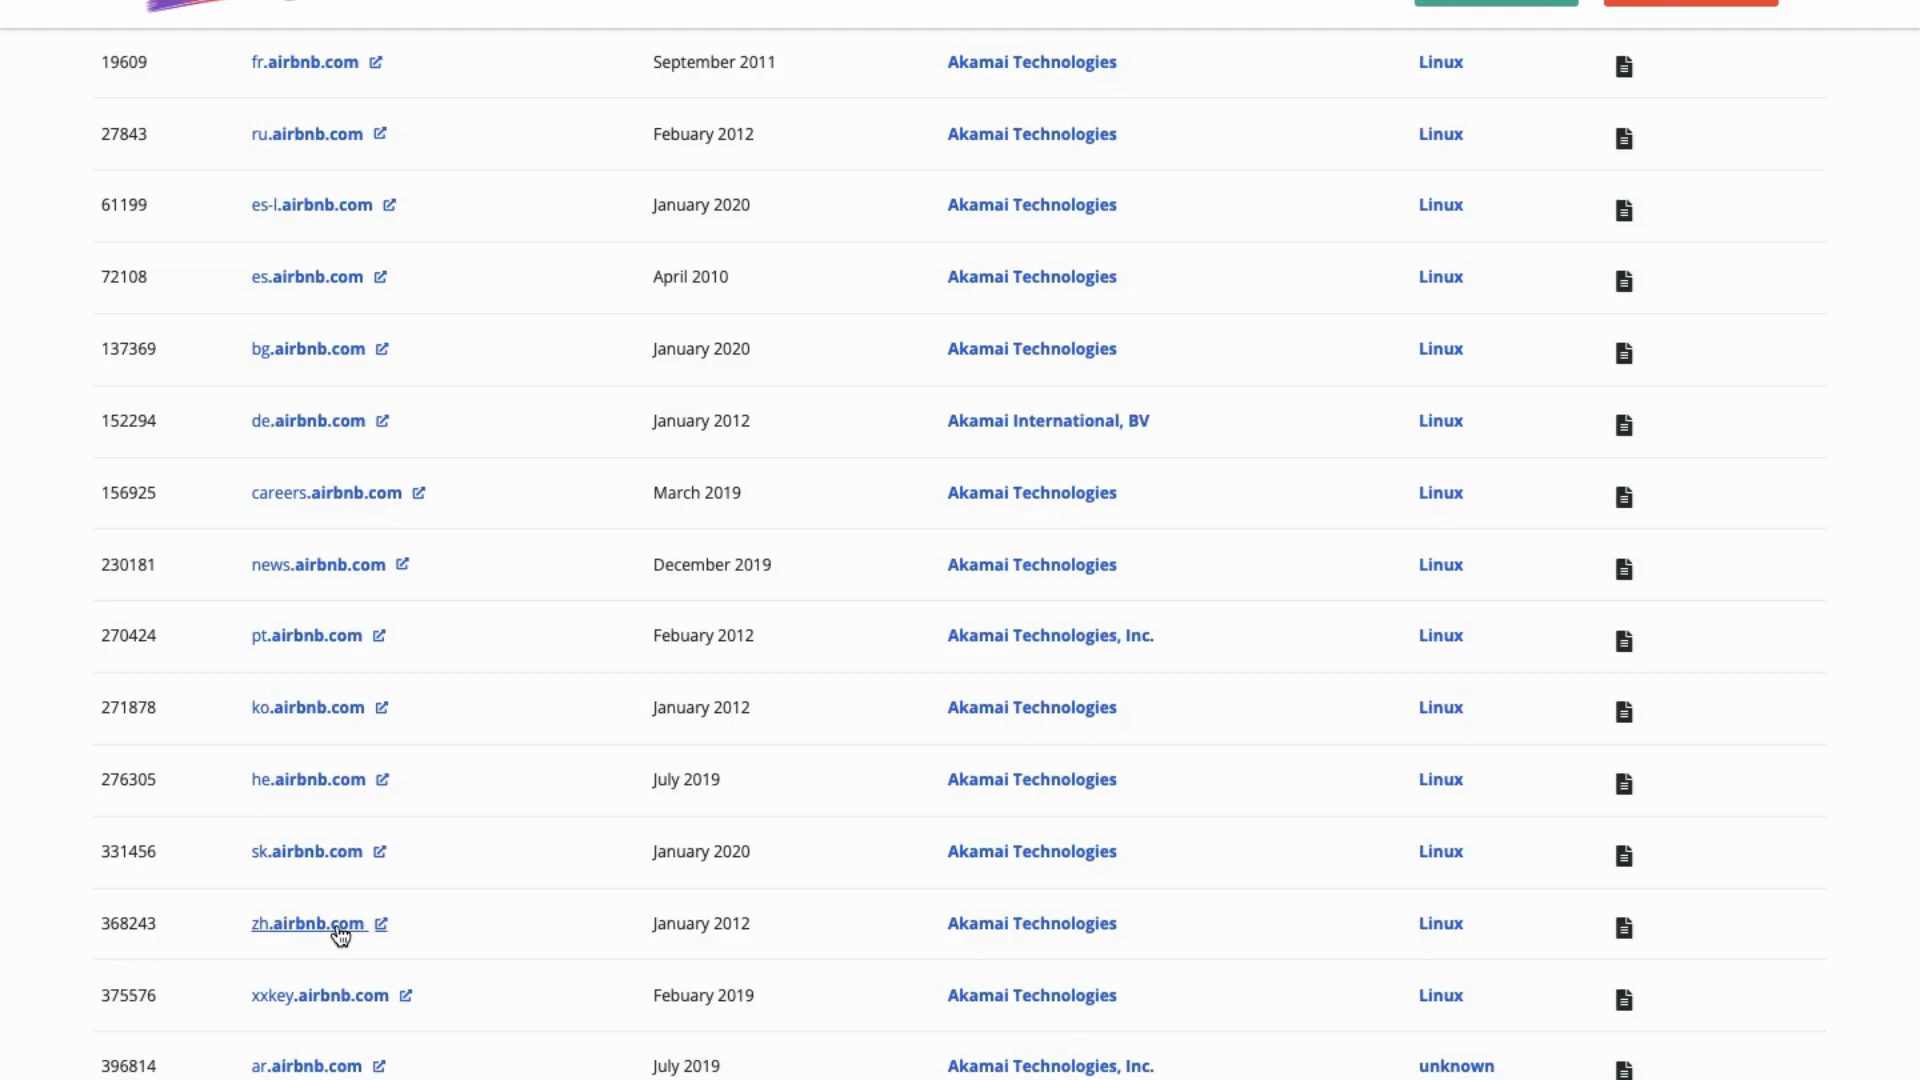 19609 fr.airbnb.com September 2011 Akamai Technologies Linux
27843 ru.airbnb.com Febuary 2012 Akamai Technologies Linux
61199 es-l.airbnb.com January 2020 Akamai Technologies Linux
72108 es.airbnb.com April 2010 Akamai Technologies Linux
137369 bg.airbnb.com January 2020 Akamai Technologies Linux
152294 de.airbnb.com January 2012 Akamai International, BV Linux
156925 careers.airbnb.com March 2019 Akamai Technologies Linux
230181 news.airbnb.com December 2019 Akamai Technologies Linux
270424 pt.airbnb.com Febuary 2012 Akamai Technologies, Inc. Linux
271878 ko.airbnb.com January 2012 Akamai Technologies Linux
276305 he.airbnb.com July 2019 Akamai Technologies Linux
331456 sk.airbnb.com January 2020 Akamai Technologies Linux
368243 zh.airbnb.com January 2012 Akamai Technologies Linux
375576 xxkey.airbnb.com Febuary 2019 Akamai Technologies Linux
396814 ar.airbnb.com July 2019 Akamai Technologies, Inc. unknown